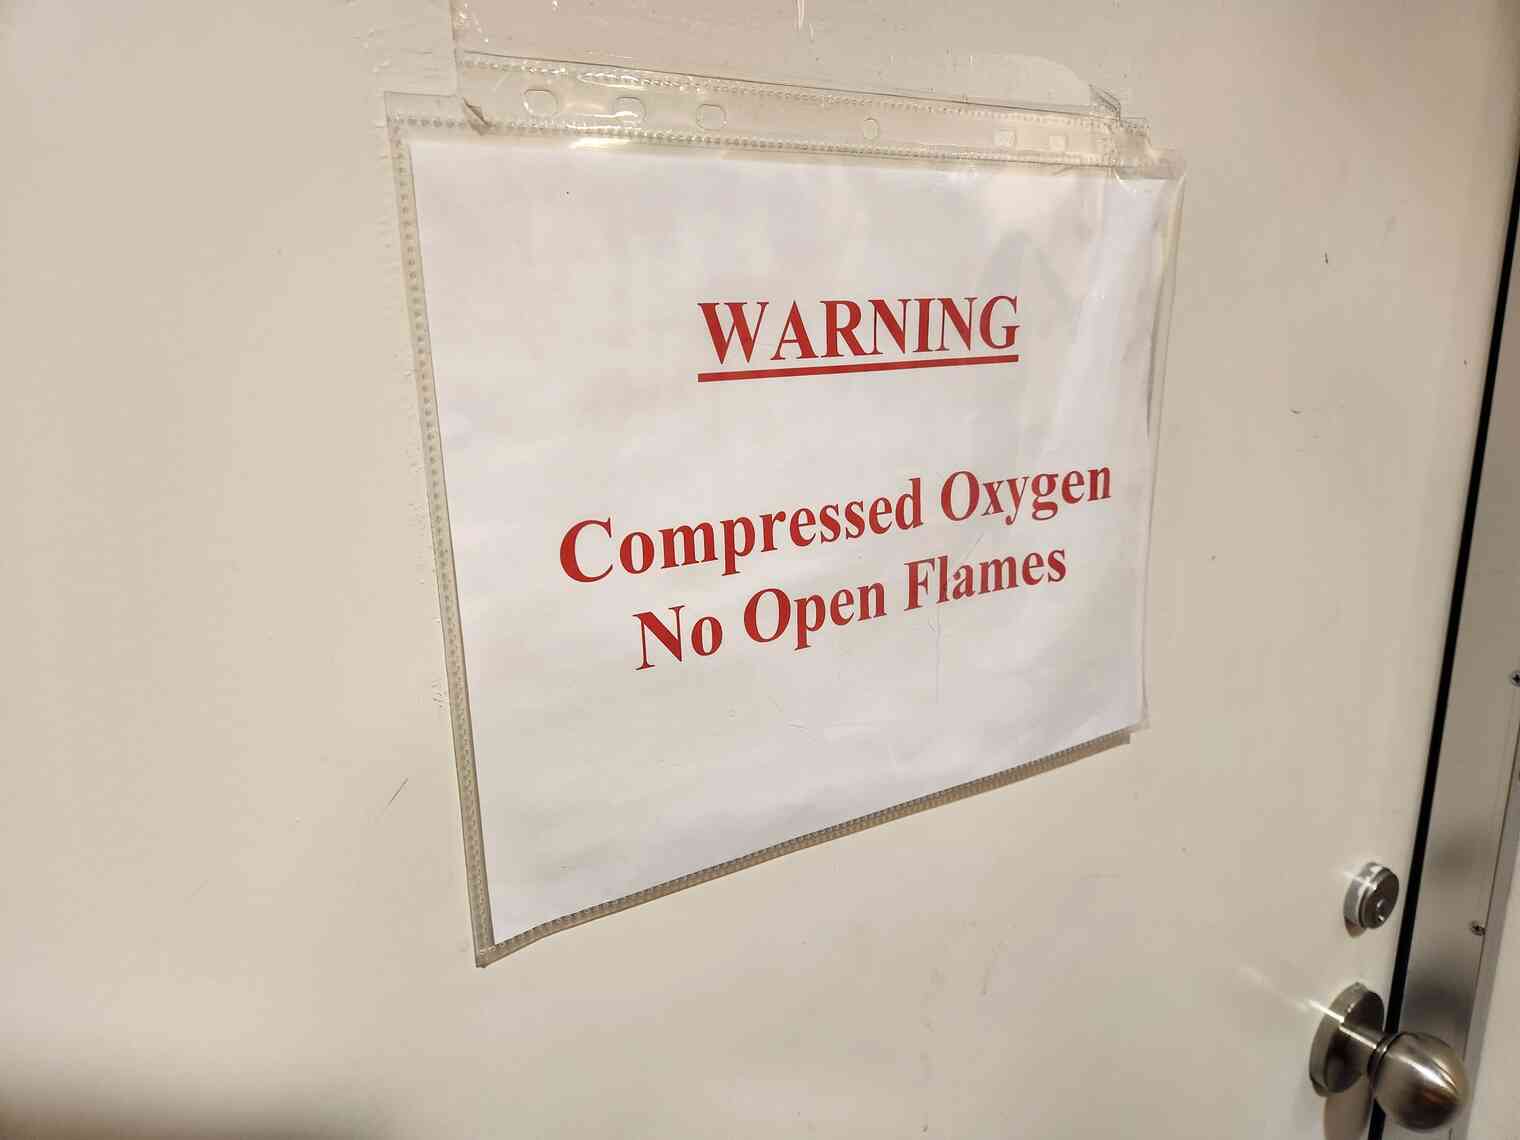 WARNING
Compressed Oxygen
No Open Flames